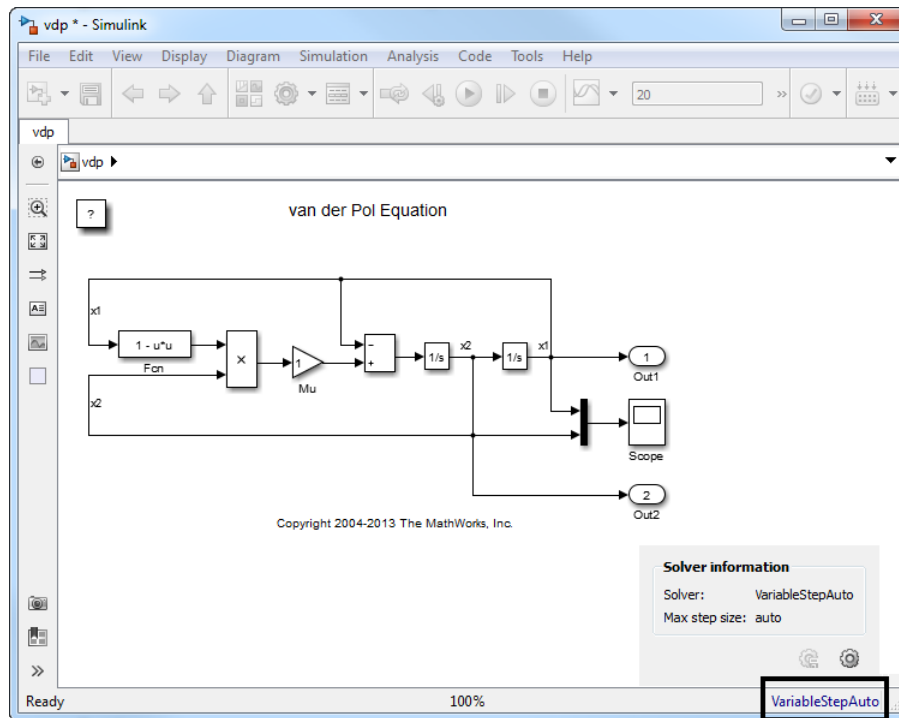 vdp * - Simulink
File Edit View Display Diagram Simulation Analysis Code Tools Help
20 »
vdp
vdp
?
van der Pol Equation
x1
1 - u*u
Fcn
×
1
Mu
−
+
1/s
x2
1/s
x1
1
Out1
x2
Scope
2
Out2
Copyright 2004-2013 The MathWorks, Inc.
Solver information
Solver: VariableStepAuto
Max step size: auto
Ready 100% VariableStepAuto